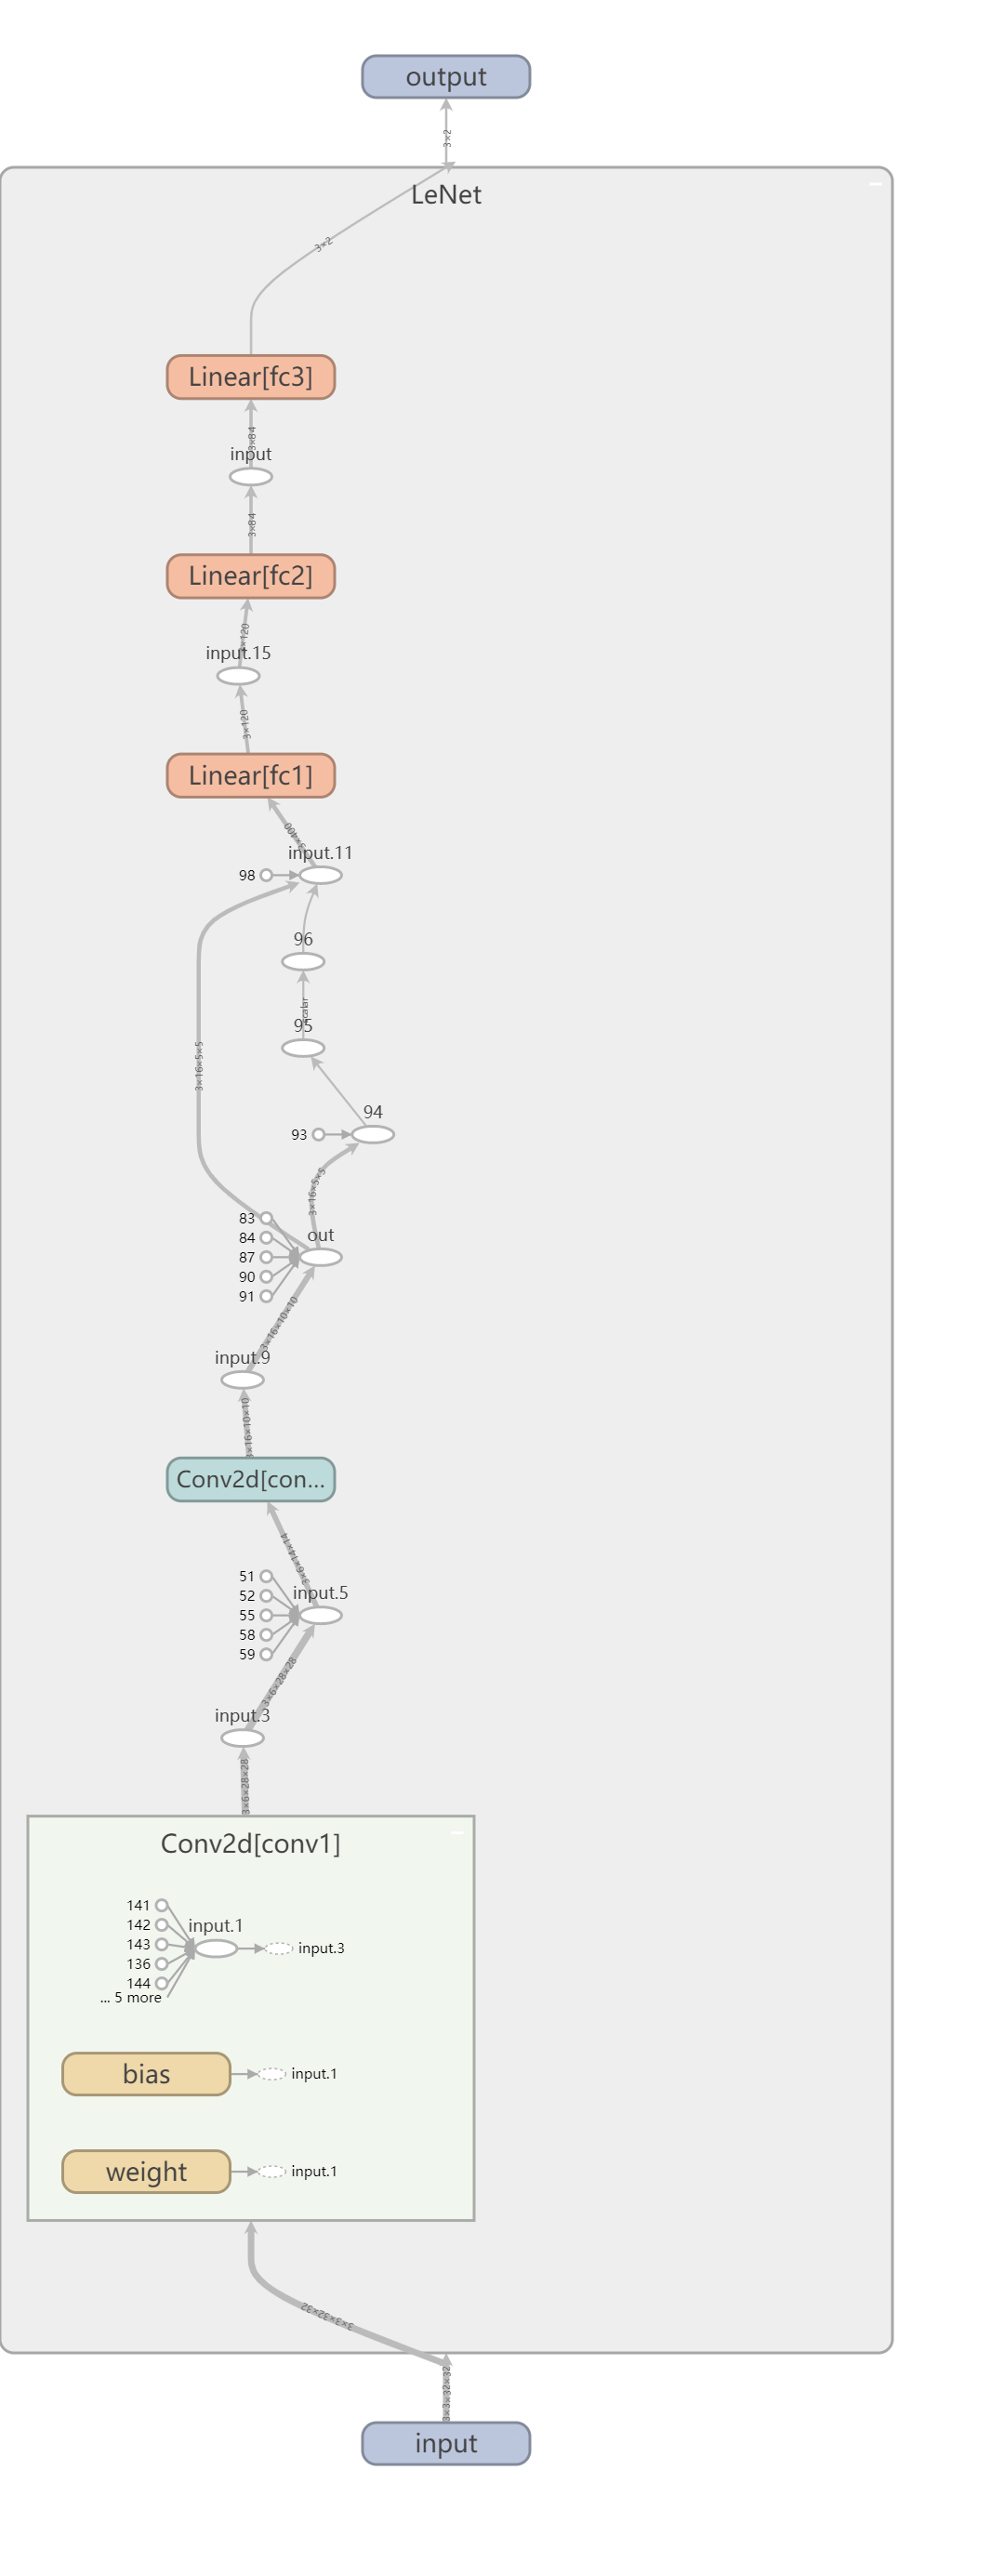 output
3×2
LeNet
3×2
Linear[fc3]
3×84
input
3×84
Linear[fc2]
3×120
input.15
3×120
Linear[fc1]
3×400
input.11
98
96
scalar
95
94
93
3×16×5×5
3×16×5×5
83
out
84
87
90
91
3×16×10×10
input.9
3×16×10×10
Conv2d[con...
3×6×14×14
51
input.5
52
55
58
59
3×6×28×28
input.3
3×6×28×28
Conv2d[conv1]
141
142
input.1
143
input.3
136
144
... 5 more
bias
input.1
weight
input.1
3×3×32×32
3×3×32×32
input